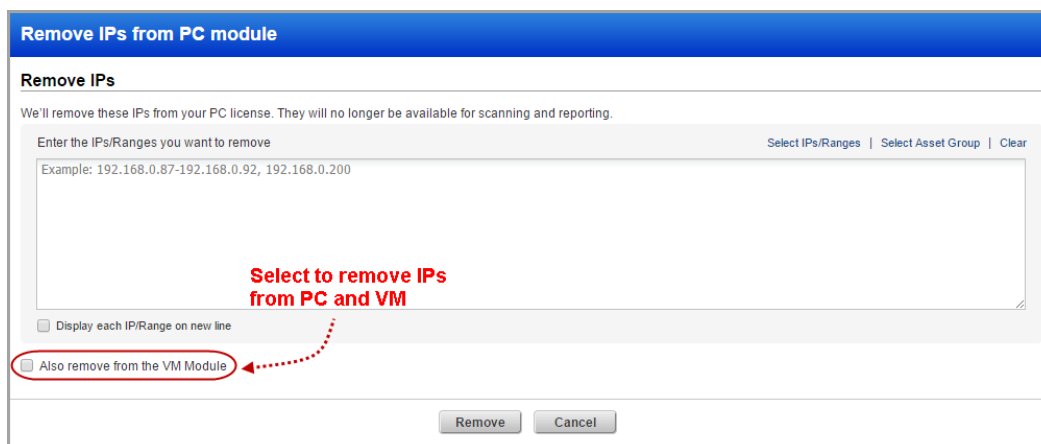 Remove IPs from PC module
Remove IPs
We'll remove these IPs from your PC license. They will no longer be available for scanning and reporting.
Enter the IPs/Ranges you want to remove Select IPs/Ranges | Select Asset Group | Clear
Example: 192.168.0.87-192.168.0.92, 192.168.0.200
Select to remove IPs
from PC and VM
Display each IP/Range on new line
Also remove from the VM Module
Remove Cancel